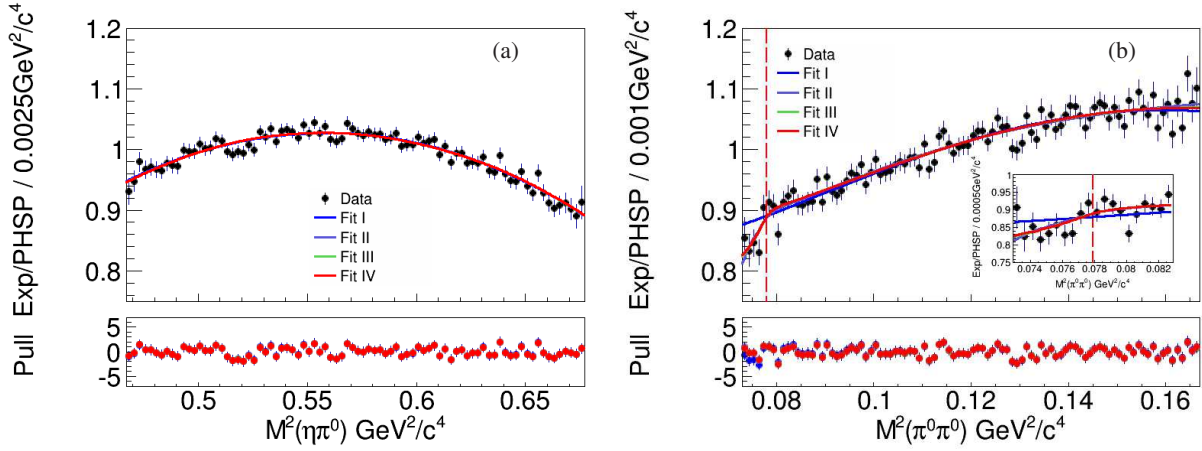 Exp/PHSP / 0.0025GeV²/c⁴
1.2
1.1
1
0.9
0.8
(a)
Data
Fit I
Fit II
Fit III
Fit IV
Pull
5
0
−5
0.5
0.55
0.6
0.65
M²(ηπ⁰) GeV²/c⁴
Exp/PHSP / 0.001GeV²/c⁴
1.2
1.1
1
0.9
0.8
(b)
Data
Fit I
Fit II
Fit III
Fit IV
Exp/PHSP / 0.0005GeV²/c⁴
1
0.95
0.9
0.85
0.8
0.75
0.074
0.076
0.078
0.08
0.082
M²(π⁰π⁰) GeV²/c⁴
Pull
5
0
−5
0.08
0.1
0.12
0.14
0.16
M²(π⁰π⁰) GeV²/c⁴